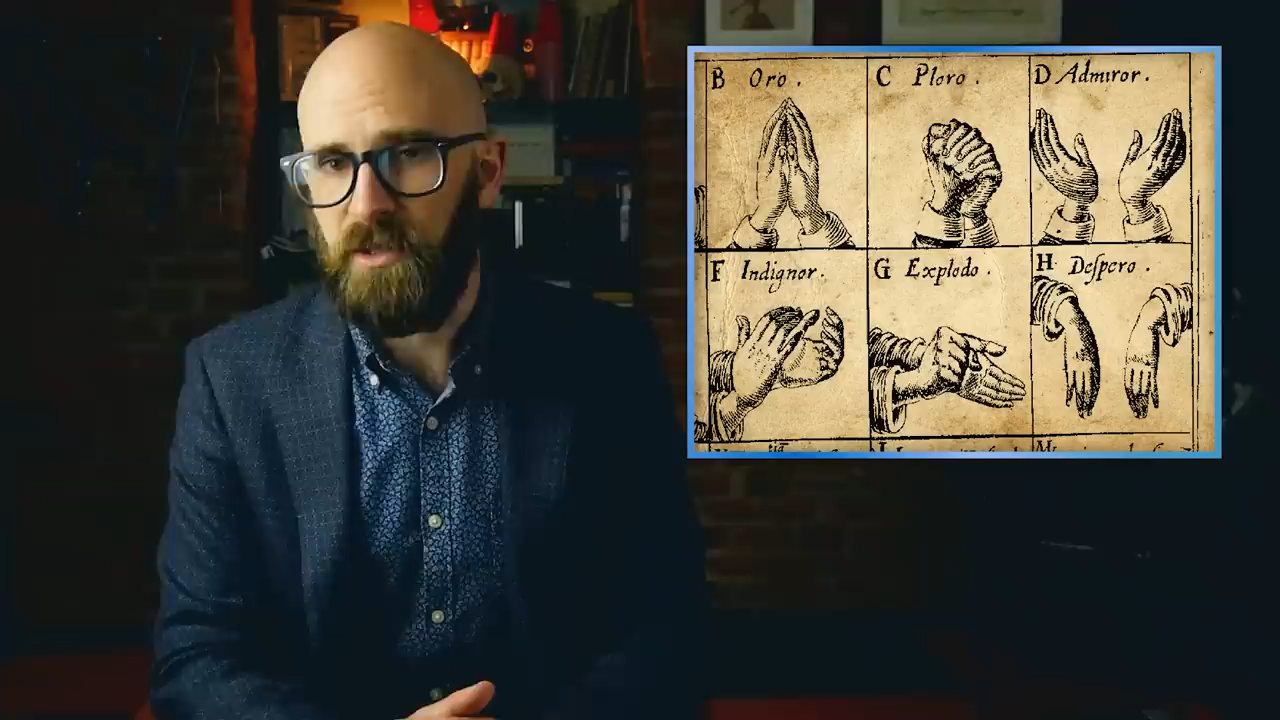 B Oro.
C Ploro.
D Admiror.
F Indignor.
G Explodo.
H Deſpero.